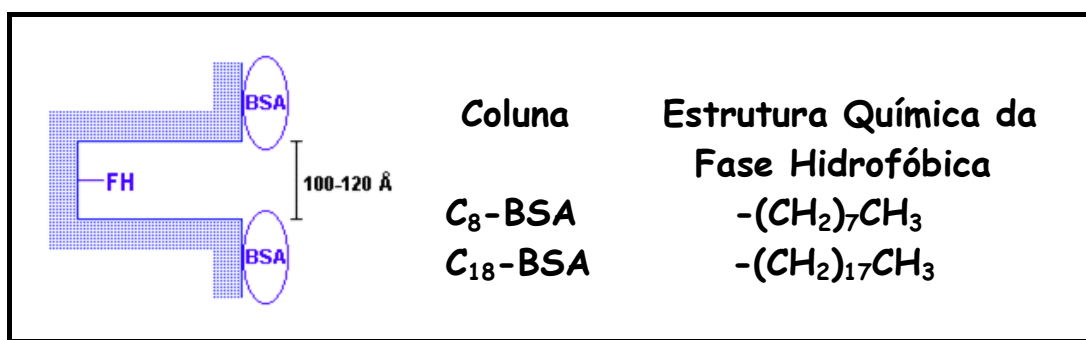 BSA
FH
100-120 Å
BSA
Coluna Estrutura Química da
Fase Hidrofóbica
C₈-BSA -(CH₂)₇CH₃
C₁₈-BSA -(CH₂)₁₇CH₃